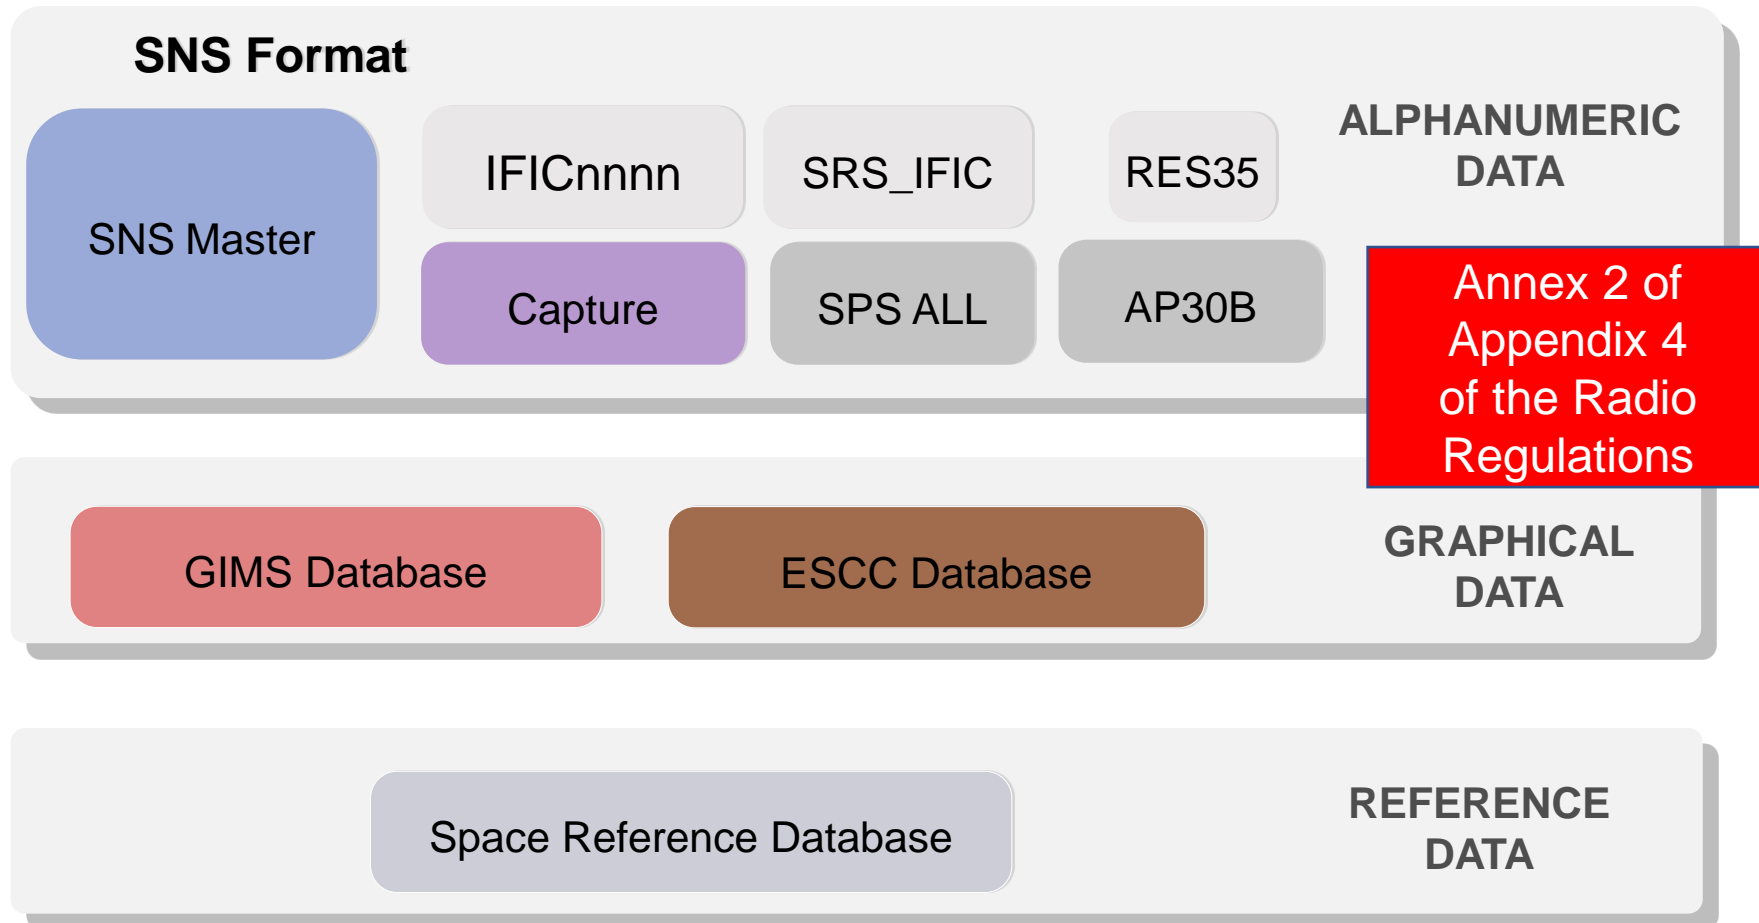 SNS Format
SNS Master
IFICnnnn
SRS_IFIC
RES35
Capture
SPS ALL
AP30B
ALPHANUMERIC
DATA
Annex 2 of
Appendix 4
of the Radio
Regulations
GIMS Database
ESCC Database
GRAPHICAL
DATA
Space Reference Database
REFERENCE
DATA